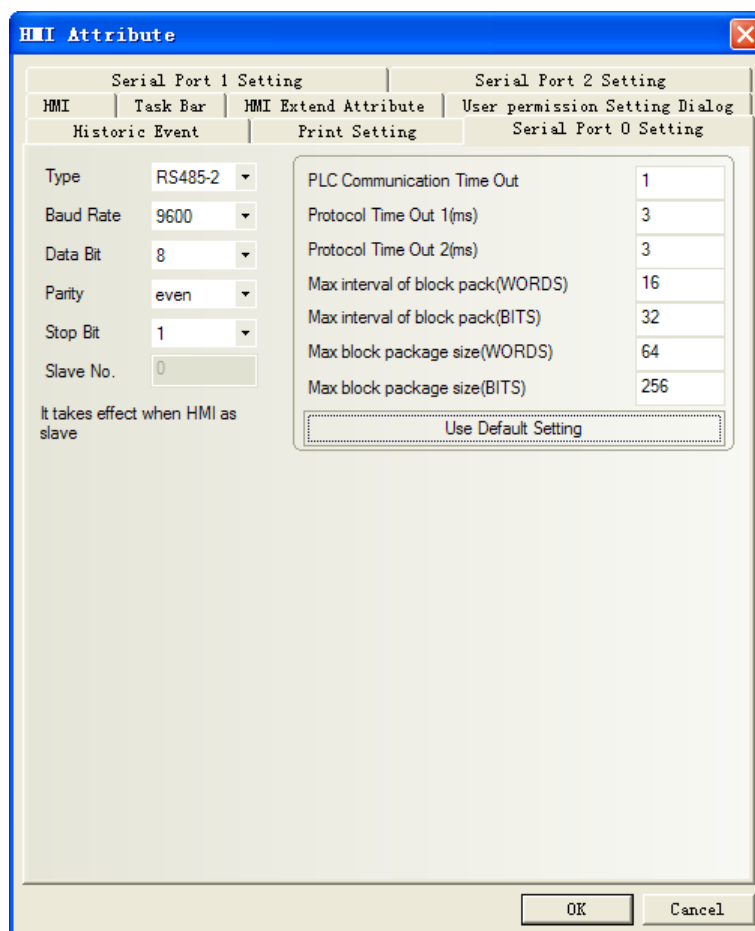 HMI Attribute
Serial Port 1 Setting Serial Port 2 Setting
HMI Task Bar HMI Extend Attribute User permission Setting Dialog
Historic Event Print Setting Serial Port 0 Setting
Type RS485-2
Baud Rate 9600
Data Bit 8
Parity even
Stop Bit 1
Slave No. 0
It takes effect when HMI as
slave
PLC Communication Time Out 1
Protocol Time Out 1(ms) 3
Protocol Time Out 2(ms) 3
Max interval of block pack(WORDS) 16
Max interval of block pack(BITS) 32
Max block package size(WORDS) 64
Max block package size(BITS) 256
Use Default Setting
OK Cancel